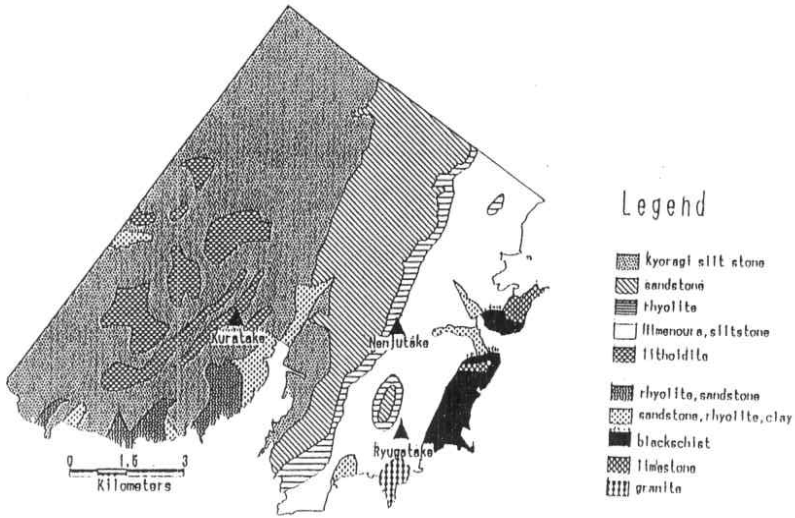 Kuratake
Nenjutake
Ryugatake
0 1.5 3
Kilometers
Legend
kyoragi silt stone
sandstone
rhyolite
siltstone
litholdite
rhyolite, sandstone
sandstone, rhyolite, clay
blackschist
limestone
granite